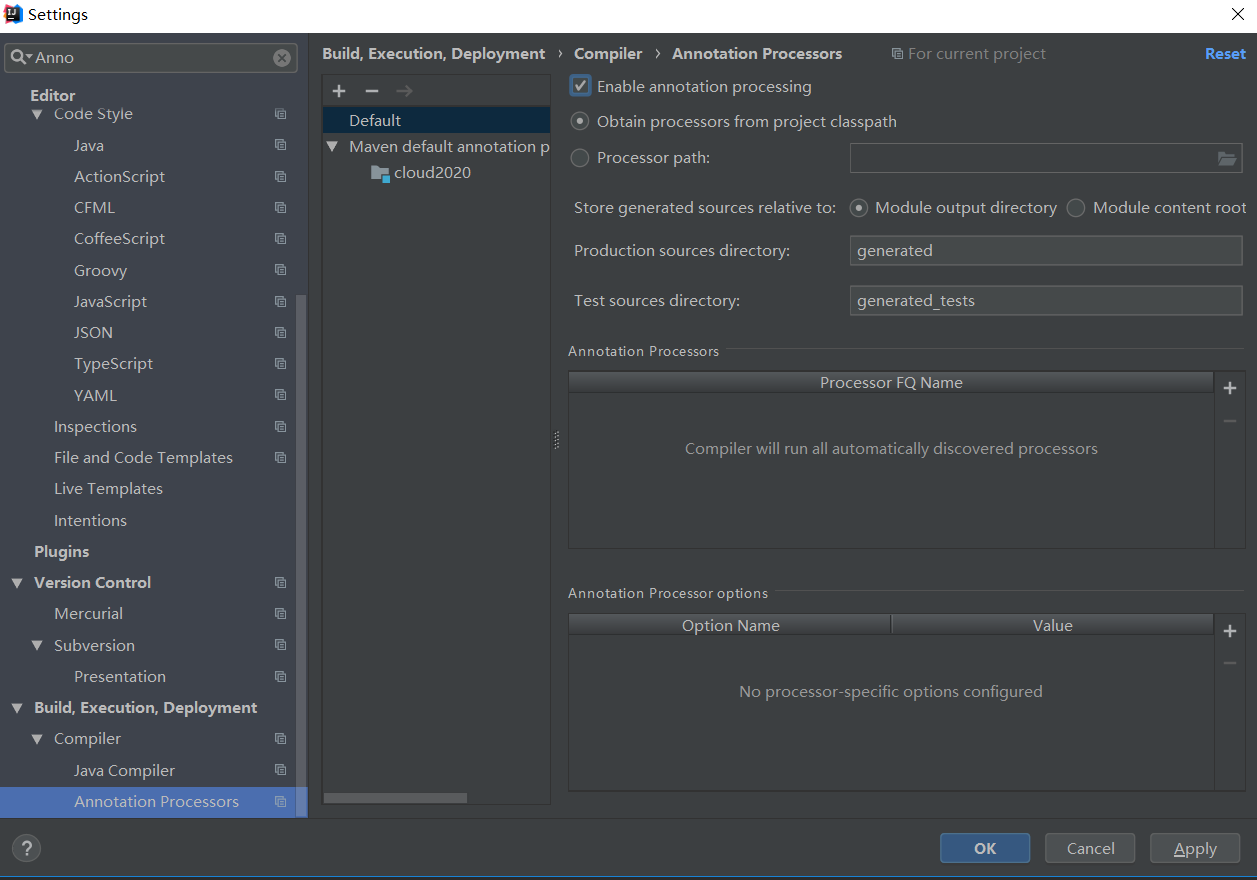 Settings
Anno
Editor
Code Style
Java
ActionScript
CFML
CoffeeScript
Groovy
JavaScript
JSON
TypeScript
YAML
Inspections
File and Code Templates
Live Templates
Intentions
Plugins
Version Control
Mercurial
Subversion
Presentation
Build, Execution, Deployment
Compiler
Java Compiler
Annotation Processors
Build, Execution, Deployment › Compiler › Annotation Processors
For current project
Reset
Default
Maven default annotation p
cloud2020
Enable annotation processing
Obtain processors from project classpath
Processor path:
Store generated sources relative to: Module output directory Module content root
Production sources directory: generated
Test sources directory: generated_tests
Annotation Processors
Processor FQ Name
Compiler will run all automatically discovered processors
Annotation Processor options
Option Name Value
No processor-specific options configured
?
OK Cancel Apply